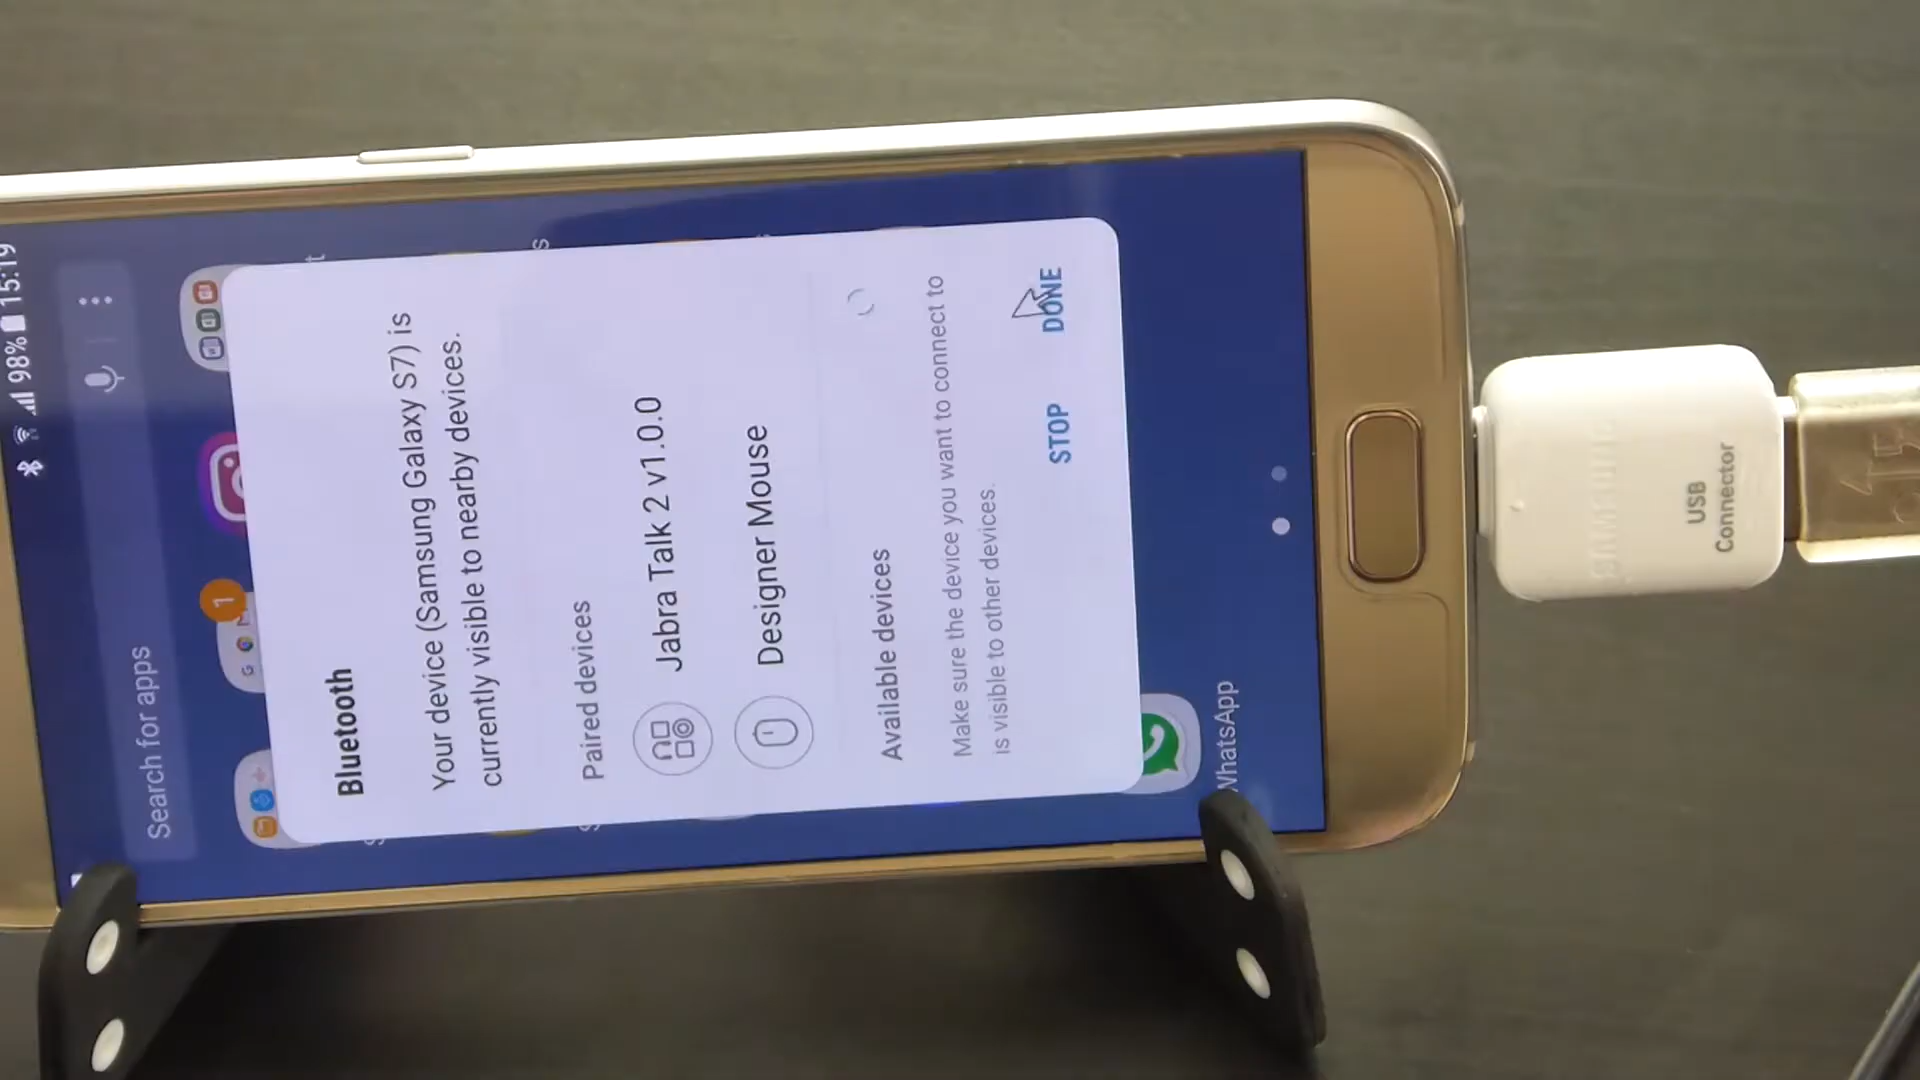 98% 15:19
Search for apps
1
Bluetooth
Your device (Samsung Galaxy S7) is
currently visible to nearby devices.
Paired devices
Jabra Talk 2 v1.0.0
Designer Mouse
Available devices
Make sure the device you want to connect to
is visible to other devices.
STOP DONE
WhatsApp
SAMSUNG
USB
Connector